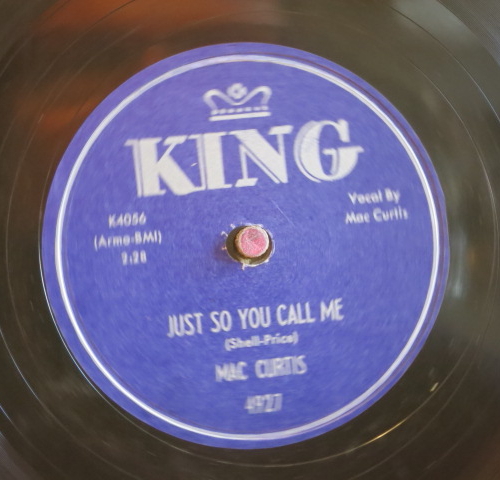 KING
K4056
(Armo-BMI)
2:28
Vocal By
Mac Curtis
JUST SO YOU CALL ME
(Shell-Price)
MAC CURTIS
4927